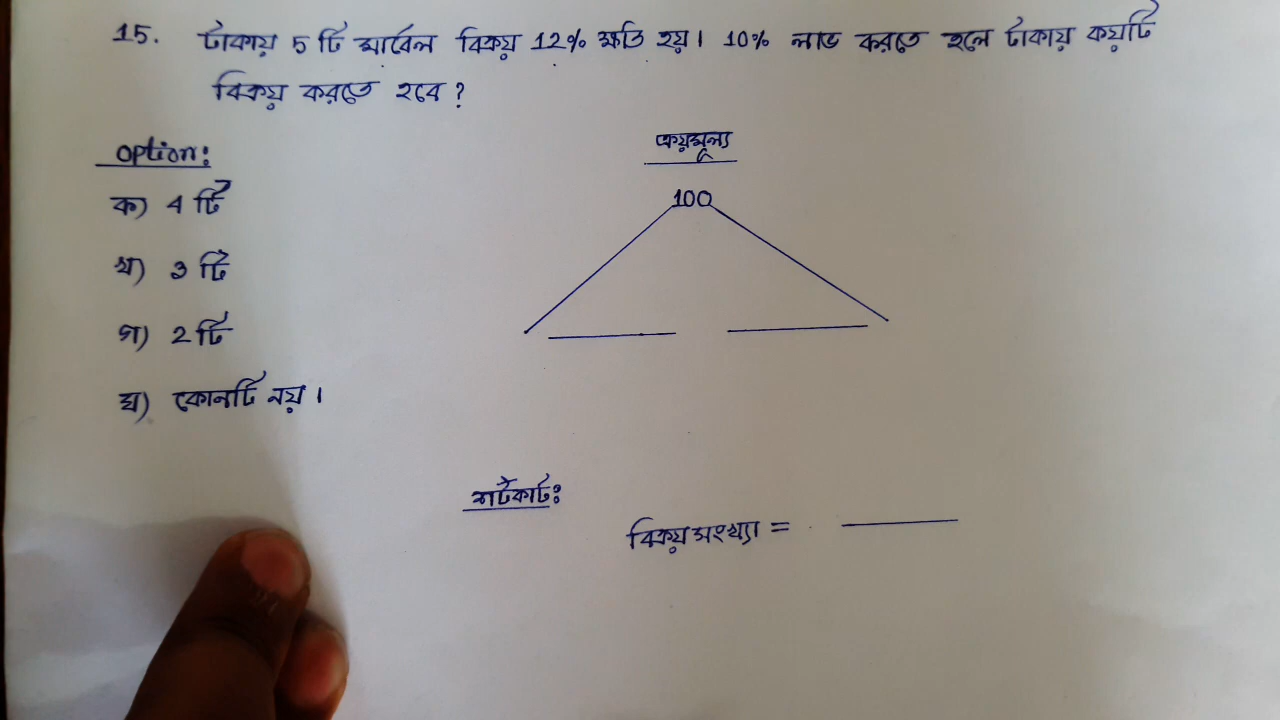 15. টাকায় 5 টি মার্বেল বিক্রয় 12% ক্ষতি হয়। 10% লাভ করতে হলে টাকায় কয়টি
বিক্রয় করতে হবে?
option:
ক) 4 টি
খ) 3 টি
গ) 2 টি
ঘ) কোনটি নয়।
ক্রয়মূল্য
100
শর্টকার্ট:
বিক্রয় সংখ্যা =